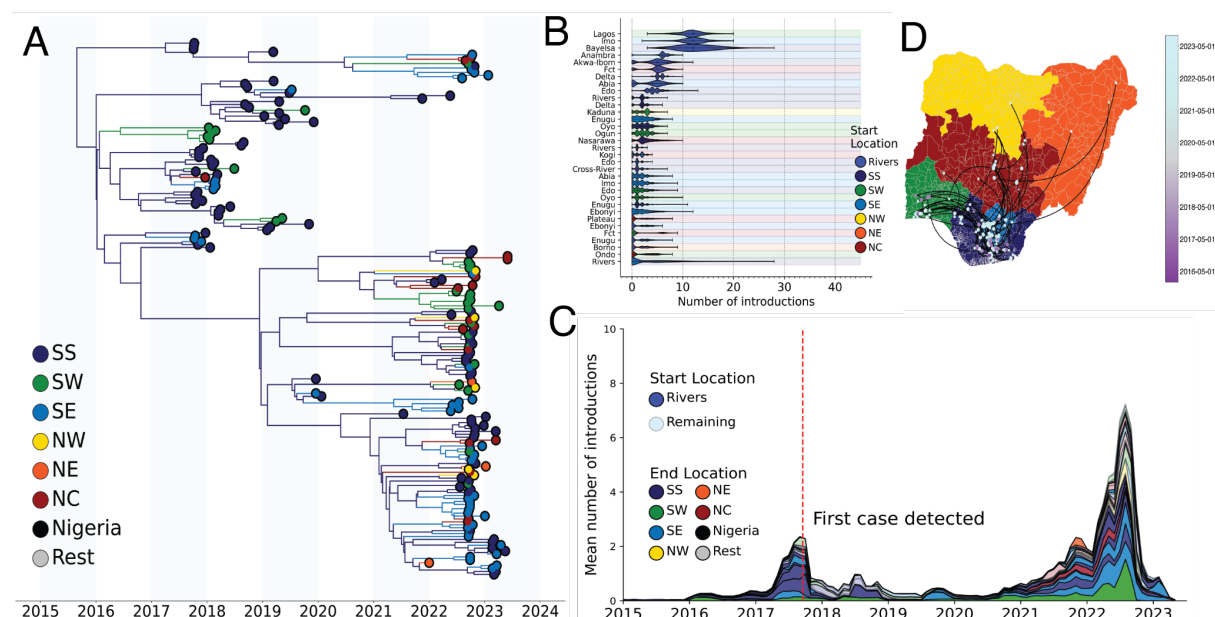 A
SS
SW
SE
NW
NE
NC
Nigeria
Rest
2015 2016 2017 2018 2019 2020 2021 2022 2023 2024
B
Lagos
Imo
Bayelsa
Anambra
Akwa-Ibom
Fct
Delta
Abia
Edo
Rivers
Delta
Kaduna
Enugu
Oyo
Ogun
Nasarawa
Rivers
Kogi
Edo
Cross-River
Abia
Imo
Edo
Oyo
Enugu
Ebonyi
Plateau
Ebonyi
Fct
Enugu
Borno
Ondo
Rivers
0 10 20 30 40
Number of introductions
Start
Location
Rivers
SS
SW
SE
NW
NE
NC
D
2023-05-01
2022-05-01
2021-05-01
2020-05-01
2019-05-01
2018-05-01
2017-05-01
2016-05-01
C
Mean number of introductions
10
8
6
4
2
0
Start Location
Rivers
Remaining
End Location
SS NE
SW NC
SE Nigeria
NW Rest
First case detected
2015 2016 2017 2018 2019 2020 2021 2022 2023